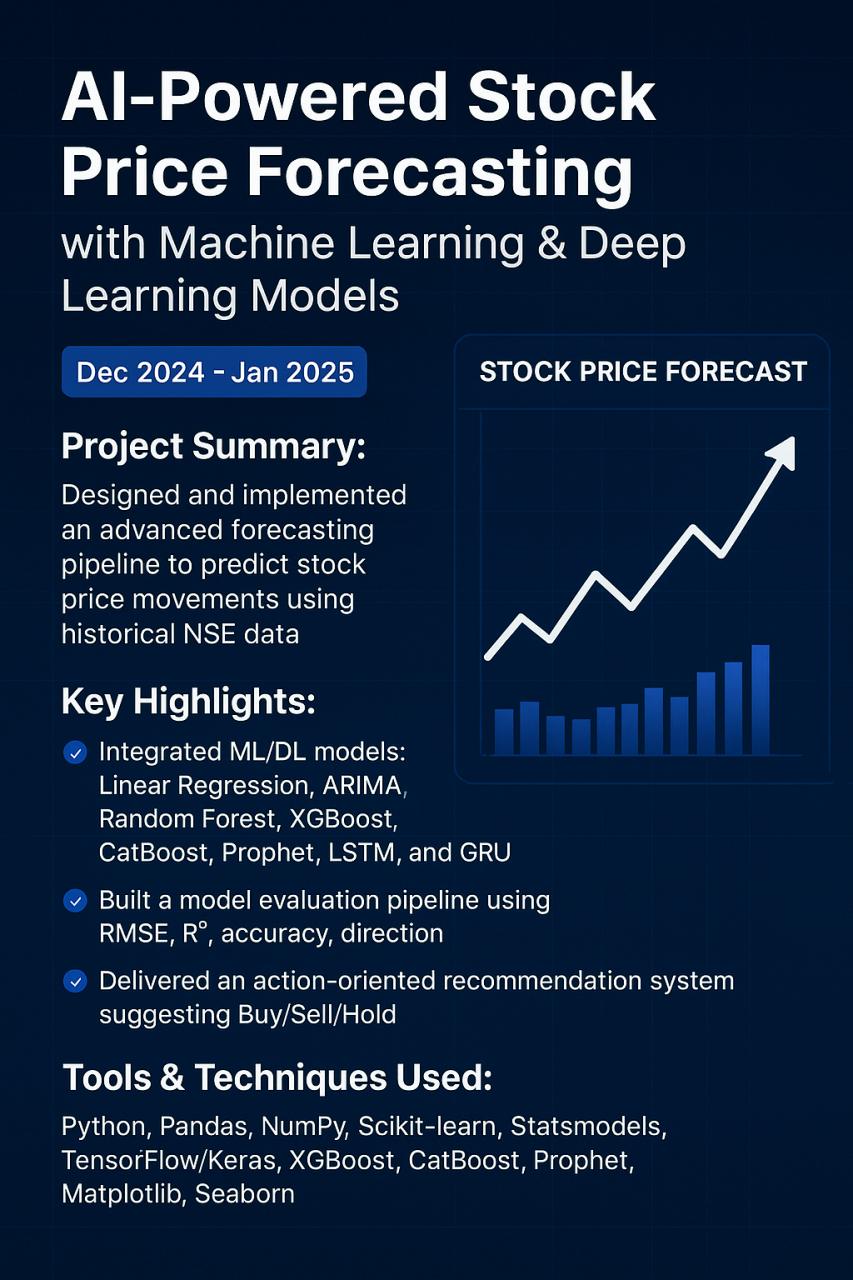 AI-Powered Stock
Price Forecasting
with Machine Learning & Deep
Learning Models
Dec 2024 - Jan 2025
STOCK PRICE FORECAST
Project Summary:
Designed and implemented
an advanced forecasting
pipeline to predict stock
price movements using
historical NSE data
Key Highlights:
Integrated ML/DL models:
Linear Regression, ARIMA,
Random Forest, XGBoost,
CatBoost, Prophet, LSTM, and GRU
Built a model evaluation pipeline using
RMSE, R°, accuracy, direction
Delivered an action-oriented recommendation system
suggesting Buy/Sell/Hold
Tools & Techniques Used:
Python, Pandas, NumPy, Scikit-learn, Statsmodels,
TensorFlow/Keras, XGBoost, CatBoost, Prophet,
Matplotlib, Seaborn